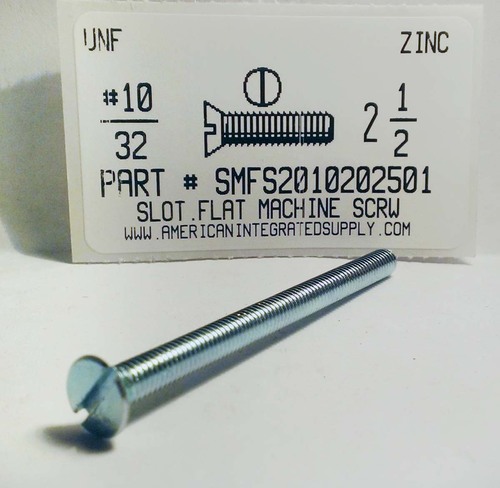 UNF ZINC
#10
32
2 1
2
PART # SMFS2010202501
SLOT.FLAT MACHINE SCRW
WWW.AMERICANINTEGRATEDSUPPLY.COM